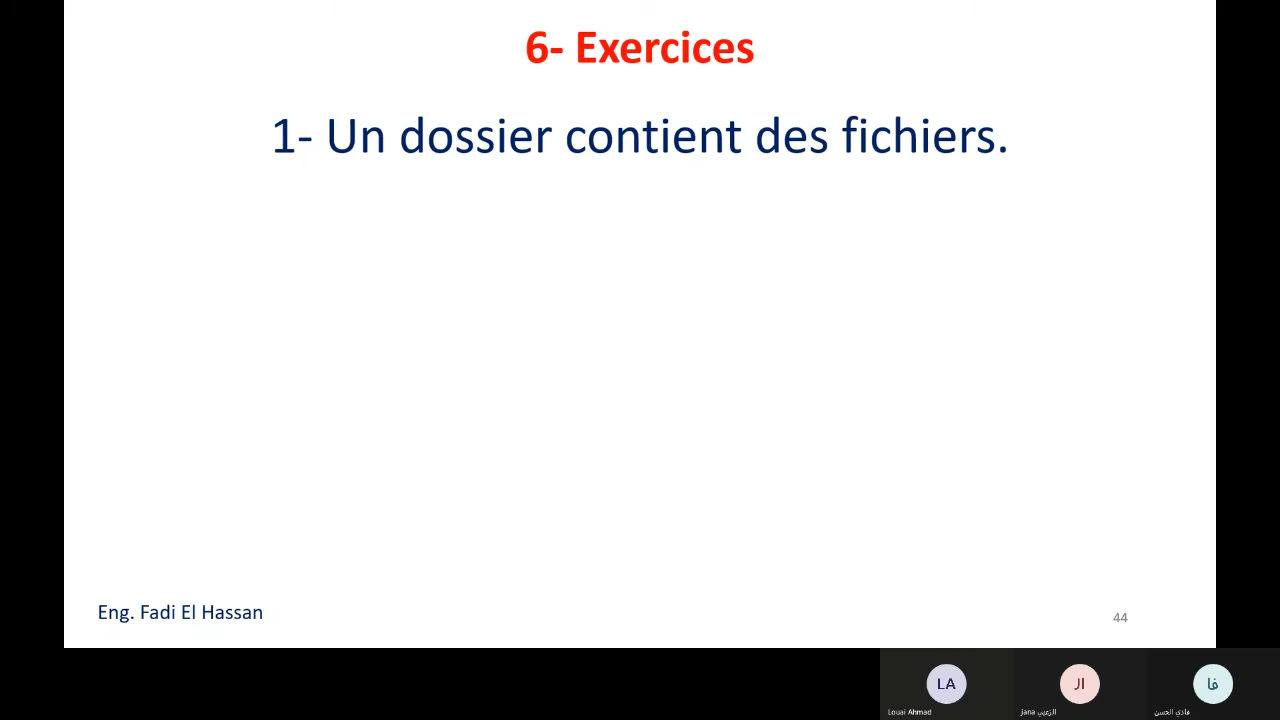 6- Exercices
1- Un dossier contient des fichiers.
Eng. Fadi El Hassan
44
LA
ال
فا
Louai Ahmad
jana الزعبي
فادي الحسن